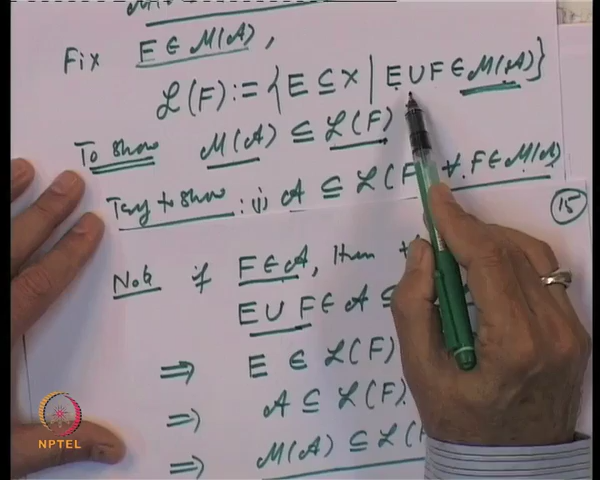 Fix E ∈ M(A),
L(F) := {E ⊆ X | E ∪ F ∈ M(A)}
To show M(A) ⊆ L(F)
Try to show : (i) A ⊆ L(F ∀ F ∈ M(A)
15
Note if F ∈ A, then
E ∪ F ∈ A ⊆
⇒ E ∈ L(F)
⇒ A ⊆ L(F).
⇒ M(A) ⊆ L(F
NPTEL